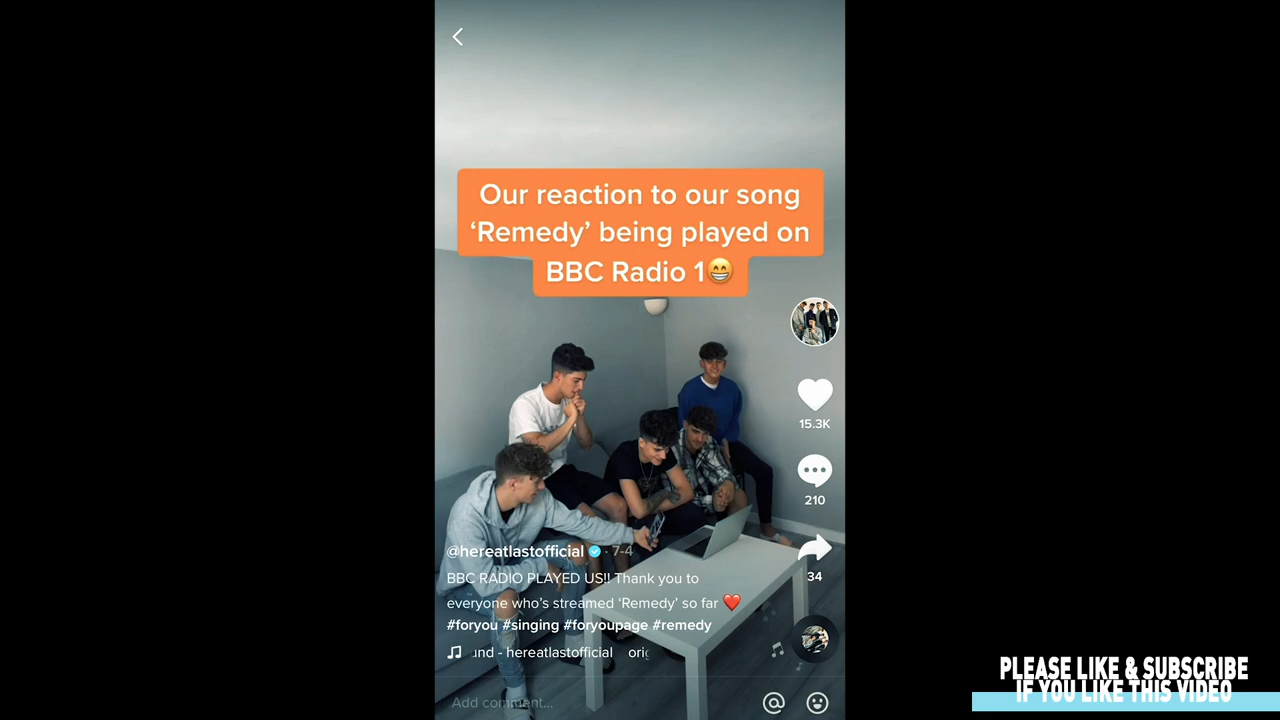 Our reaction to our song
‘Remedy’ being played on
BBC Radio 1😁
15.3K
210
34
@hereatlastofficial · 7-4
BBC RADIO PLAYED US!! Thank you to
everyone who’s streamed ‘Remedy’ so far ❤️
#foryou #singing #foryoupage #remedy
- hereatlastofficial
Add comment...
PLEASE LIKE & SUBSCRIBE
IF YOU LIKE THIS VIDEO